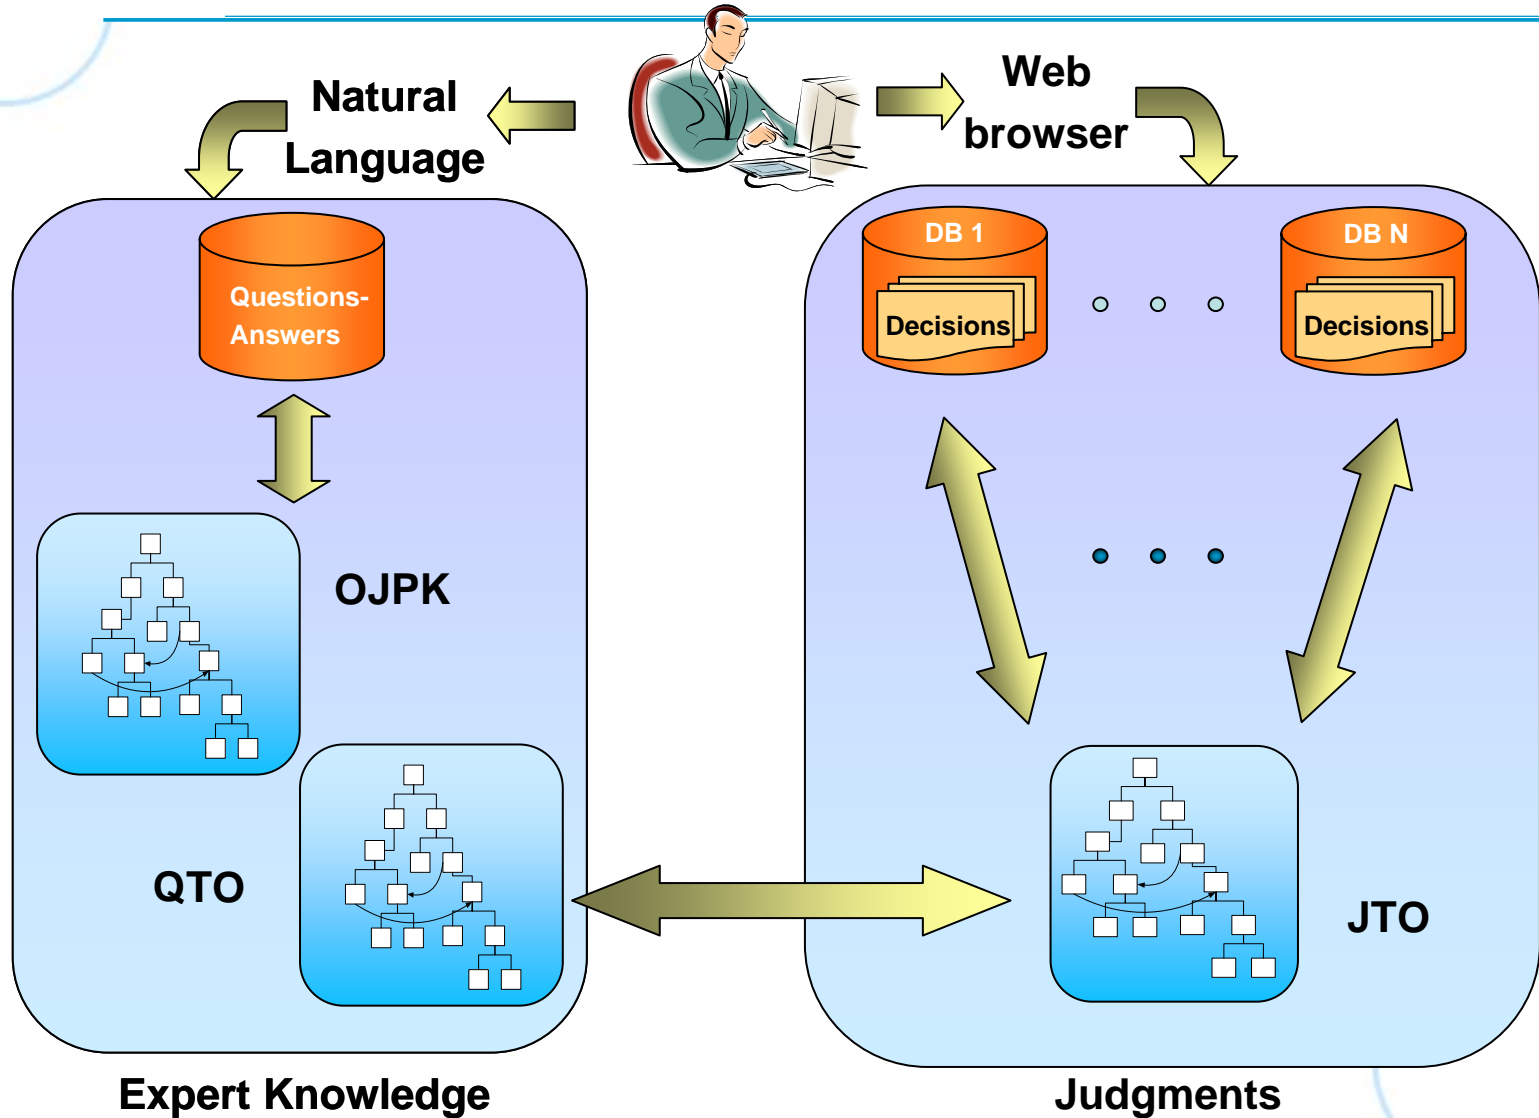 Natural
Language
Web
browser
Questions-
Answers
DB 1
Decisions
DB N
Decisions
OJPK
QTO
JTO
Expert Knowledge
Judgments